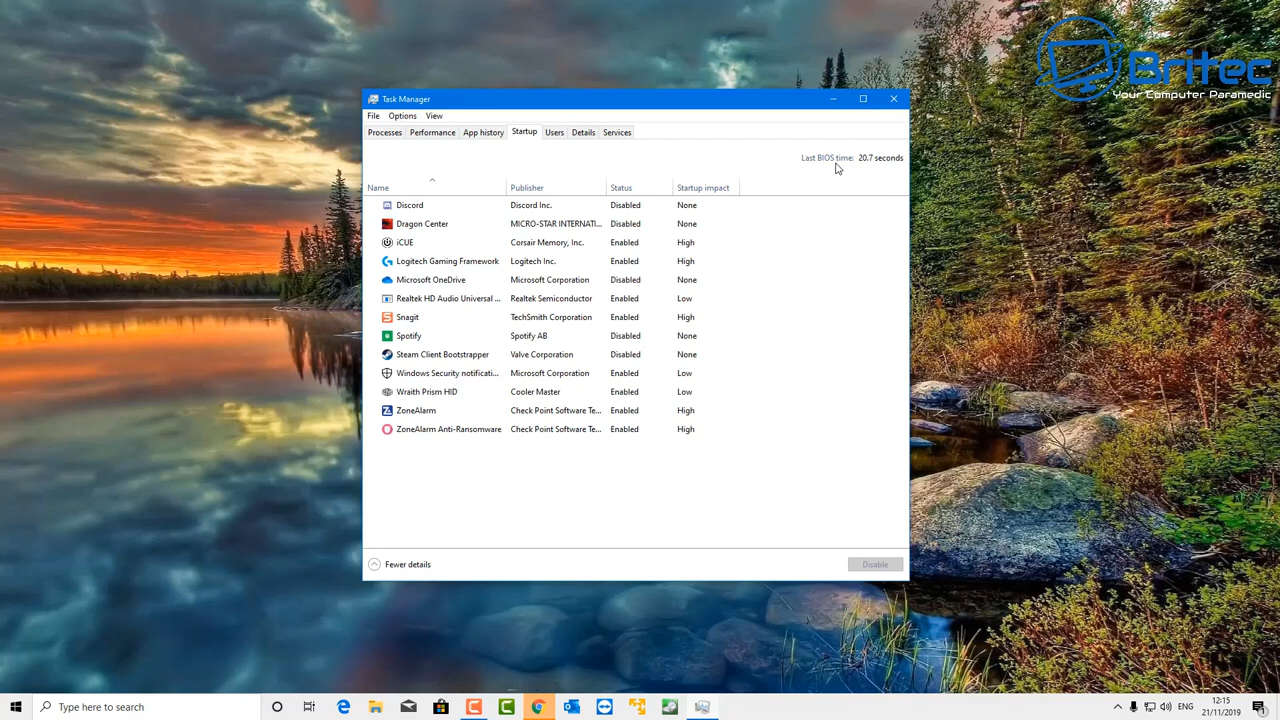 Britec
Your Computer Paramedic
Task Manager
File Options View
Processes Performance App history Startup Users Details Services
Last BIOS time: 20.7 seconds
Name Publisher Status Startup impact
Discord Discord Inc. Disabled None
Dragon Center MICRO-STAR INTERNATI... Disabled None
iCUE Corsair Memory, Inc. Enabled High
Logitech Gaming Framework Logitech Inc. Enabled High
Microsoft OneDrive Microsoft Corporation Disabled None
Realtek HD Audio Universal ... Realtek Semiconductor Enabled Low
Snagit TechSmith Corporation Enabled High
Spotify Spotify AB Disabled None
Steam Client Bootstrapper Valve Corporation Disabled None
Windows Security notificati... Microsoft Corporation Enabled Low
Wraith Prism HID Cooler Master Enabled Low
ZoneAlarm Check Point Software Te... Enabled High
ZoneAlarm Anti-Ransomware Check Point Software Te... Enabled High
Fewer details Disable
Type here to search
ENG
12:15
21/11/2019
1